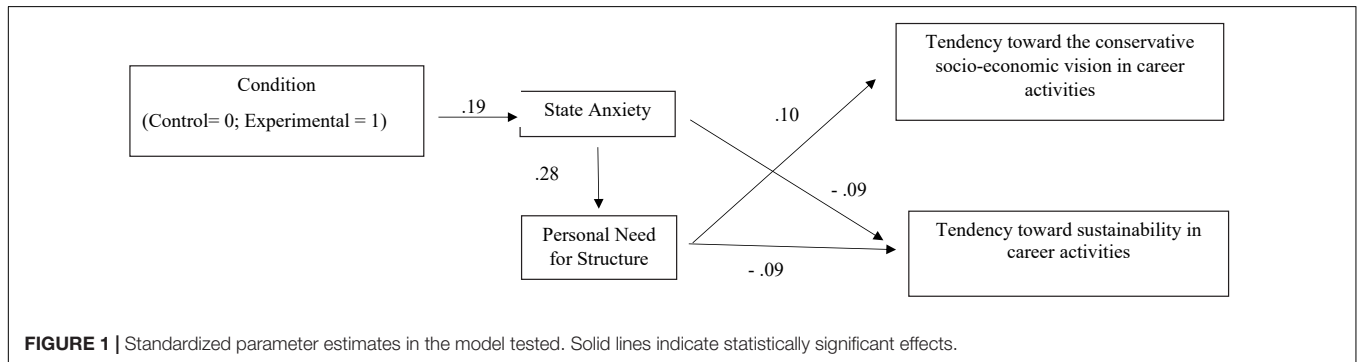 Condition
(Control= 0; Experimental = 1)
.19
State Anxiety
.28
Personal Need
for Structure
Tendency toward the conservative
socio-economic vision in career
activities
.10
- .09
- .09
Tendency toward sustainability in
career activities
FIGURE 1 | Standardized parameter estimates in the model tested. Solid lines indicate statistically significant effects.